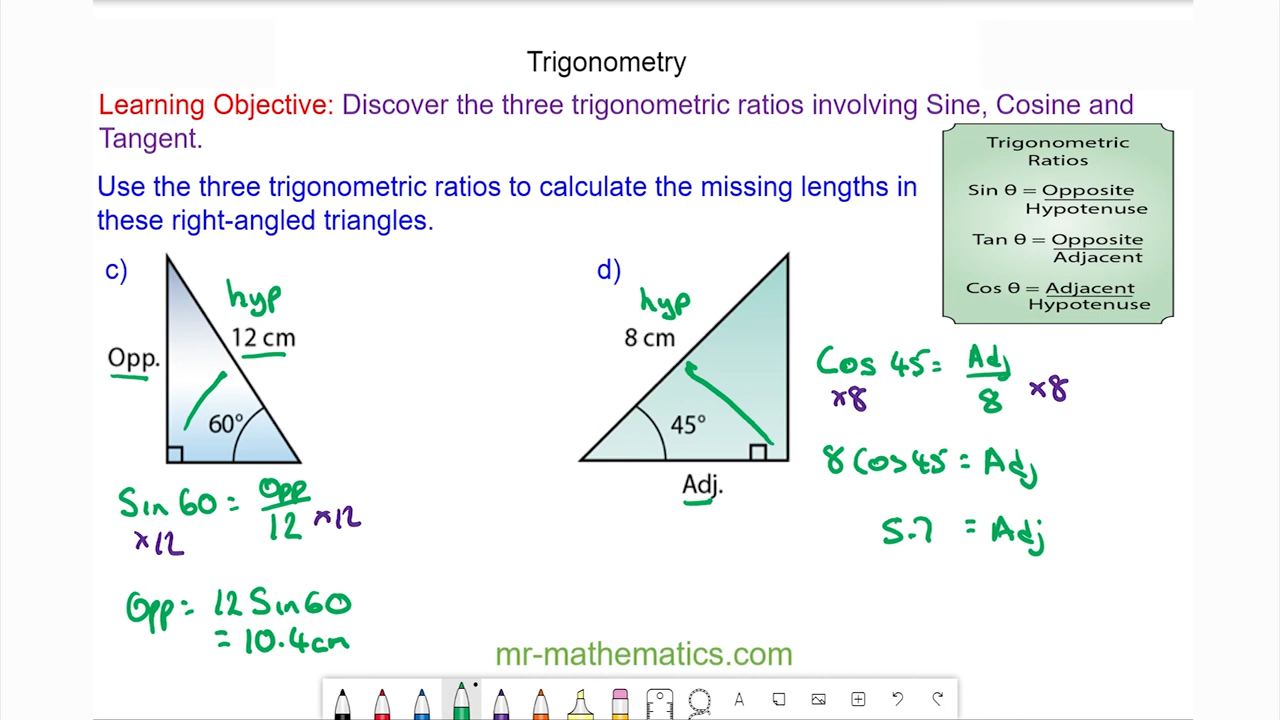 Trigonometry
Learning Objective: Discover the three trigonometric ratios involving Sine, Cosine and
Tangent.
Use the three trigonometric ratios to calculate the missing lengths in
these right-angled triangles.
Trigonometric
Ratios
Sin θ = Opposite
Hypotenuse
Tan θ = Opposite
Adjacent
Cos θ = Adjacent
Hypotenuse
c)
hyp
12 cm
Opp.
60°
Sin 60 = Opp
12
×12
×12
Opp = 12 Sin 60
= 10.4cm
d)
hyp
8 cm
45°
Adj.
Cos 45 = Adj
8
×8
×8
8 Cos 45 = Adj
5.7 = Adj
mr-mathematics.com
A